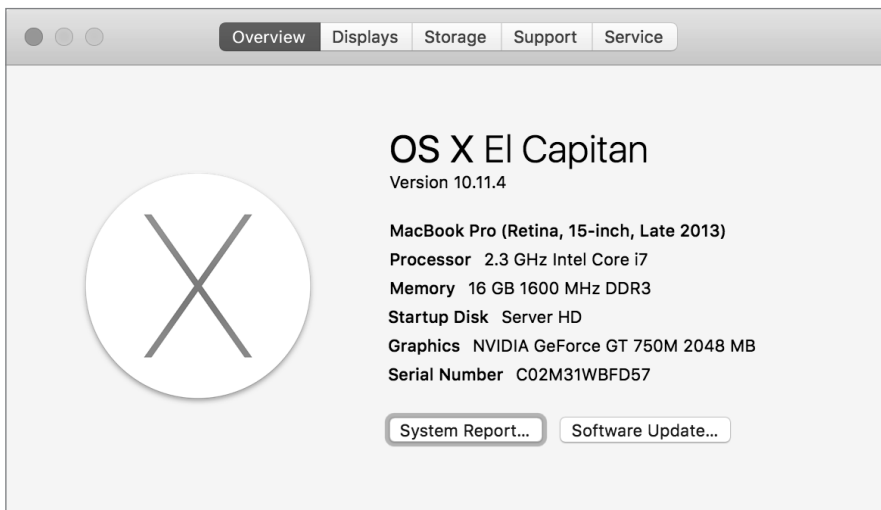 Overview Displays Storage Support Service
OS X El Capitan
Version 10.11.4
MacBook Pro (Retina, 15-inch, Late 2013)
Processor 2.3 GHz Intel Core i7
Memory 16 GB 1600 MHz DDR3
Startup Disk Server HD
Graphics NVIDIA GeForce GT 750M 2048 MB
Serial Number C02M31WBFD57
System Report... Software Update...